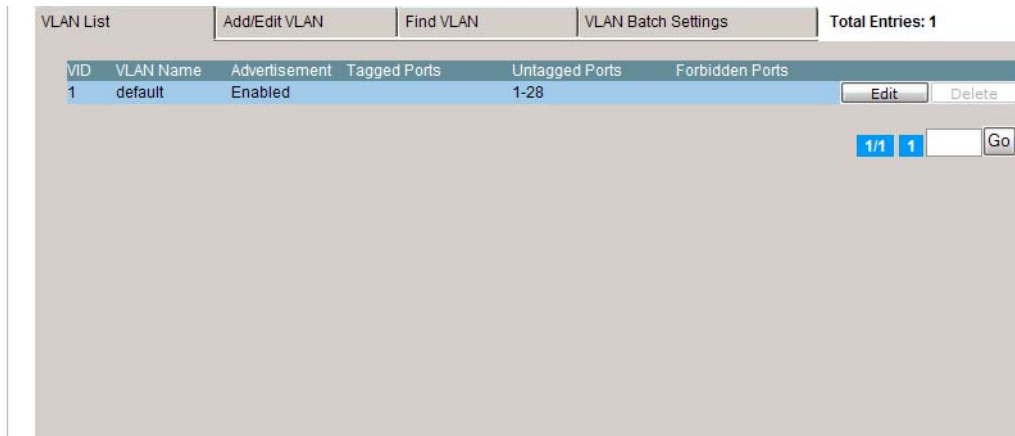 VLAN List Add/Edit VLAN Find VLAN VLAN Batch Settings Total Entries: 1
VID VLAN Name Advertisement Tagged Ports Untagged Ports Forbidden Ports
1 default Enabled 1-28 Edit Delete
1/1 1 Go